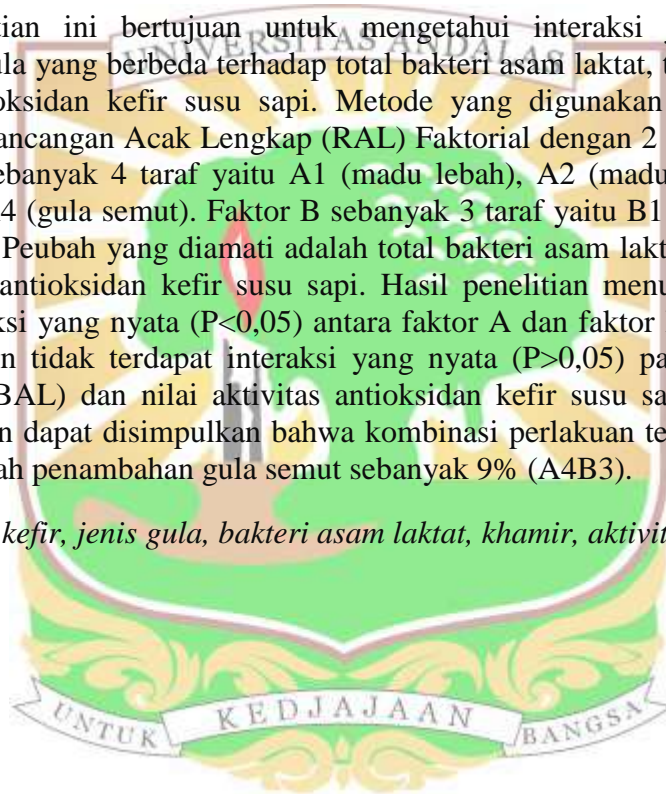 tian ini bertujuan untuk mengetahui interaksi
UNIVERSITAS ANDALAS
ula yang berbeda terhadap total bakteri asam laktat, t
oksidan kefir susu sapi. Metode yang digunakan
ancangan Acak Lengkap (RAL) Faktorial dengan 2
ebanyak 4 taraf yaitu A1 (madu lebah), A2 (madu
4 (gula semut). Faktor B sebanyak 3 taraf yaitu B1
Peubah yang diamati adalah total bakteri asam lakt
antioksidan kefir susu sapi. Hasil penelitian menu
ksi yang nyata (P<0,05) antara faktor A dan faktor
n tidak terdapat interaksi yang nyata (P>0,05) pa
BAL) dan nilai aktivitas antioksidan kefir susu sa
n dapat disimpulkan bahwa kombinasi perlakuan te
ah penambahan gula semut sebanyak 9% (A4B3).
kefir, jenis gula, bakteri asam laktat, khamir, aktivit
UNTUK KEDJAJAAN BANGSA